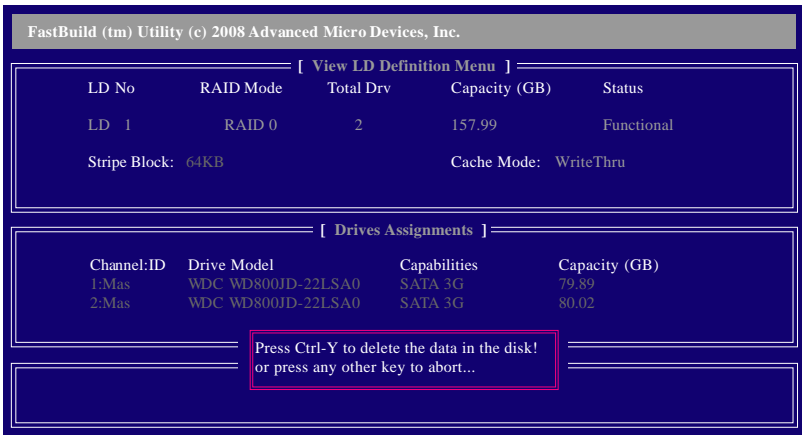 FastBuild (tm) Utility (c) 2008 Advanced Micro Devices, Inc.
[ View LD Definition Menu ]
LD No RAID Mode Total Drv Capacity (GB) Status
LD 1 RAID 0 2 157.99 Functional
Stripe Block: 64KB Cache Mode: WriteThru
[ Drives Assignments ]
Channel:ID Drive Model Capabilities Capacity (GB)
1:Mas WDC WD800JD-22LSA0 SATA 3G 79.89
2:Mas WDC WD800JD-22LSA0 SATA 3G 80.02
Press Ctrl-Y to delete the data in the disk!
or press any other key to abort...